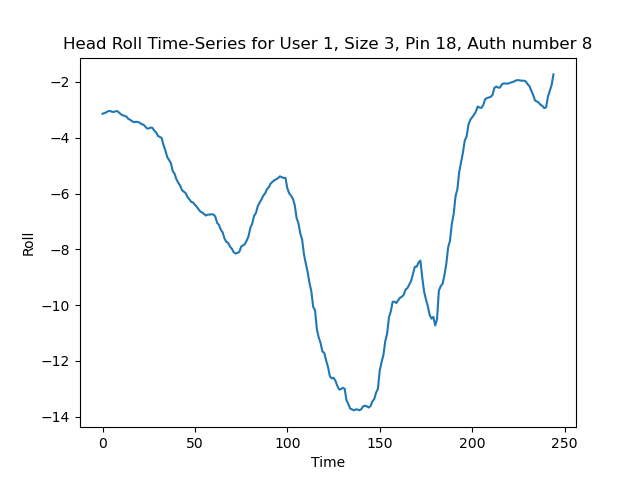 Head Roll Time-Series for User 1, Size 3, Pin 18, Auth number 8
−2
−4
−6
−8
−10
−12
−14
Roll
0 50 100 150 200 250
Time